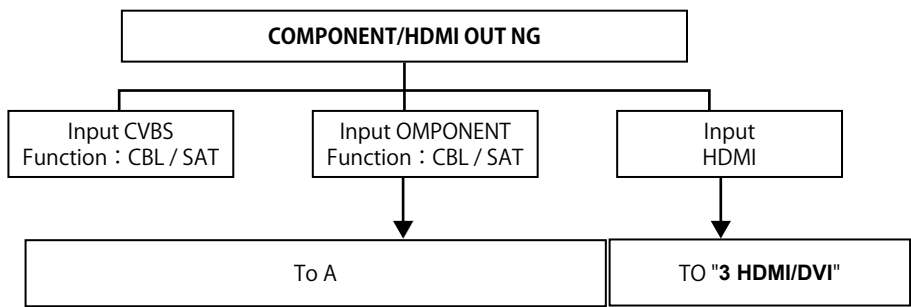 COMPONENT/HDMI OUT NG
Input CVBS
Function：CBL / SAT
Input OMPONENT
Function：CBL / SAT
Input
HDMI
To A
TO "3 HDMI/DVI"